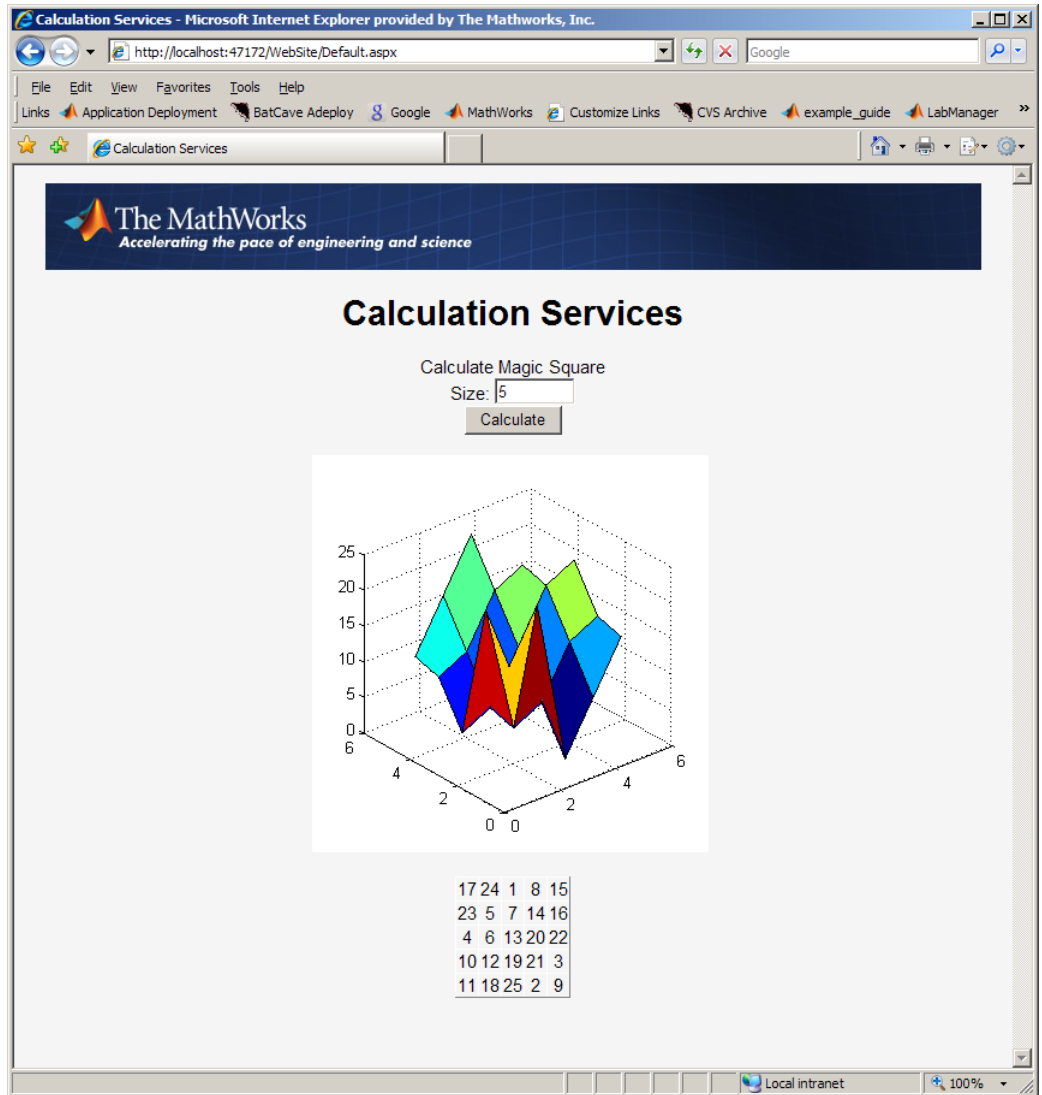 Calculation Services - Microsoft Internet Explorer provided by The Mathworks, Inc.
http://localhost:47172/WebSite/Default.aspx
Google
File Edit View Favorites Tools Help
Links Application Deployment BatCave Adeploy Google MathWorks Customize Links CVS Archive example_guide LabManager »
Calculation Services
The MathWorks
Accelerating the pace of engineering and science
Calculation Services
Calculate Magic Square
Size: 5
Calculate
25
20
15
10
5
0
6
4
2
0
0
2
4
6
17 24 1 8 15
23 5 7 14 16
4 6 13 20 22
10 12 19 21 3
11 18 25 2 9
Local intranet 100%